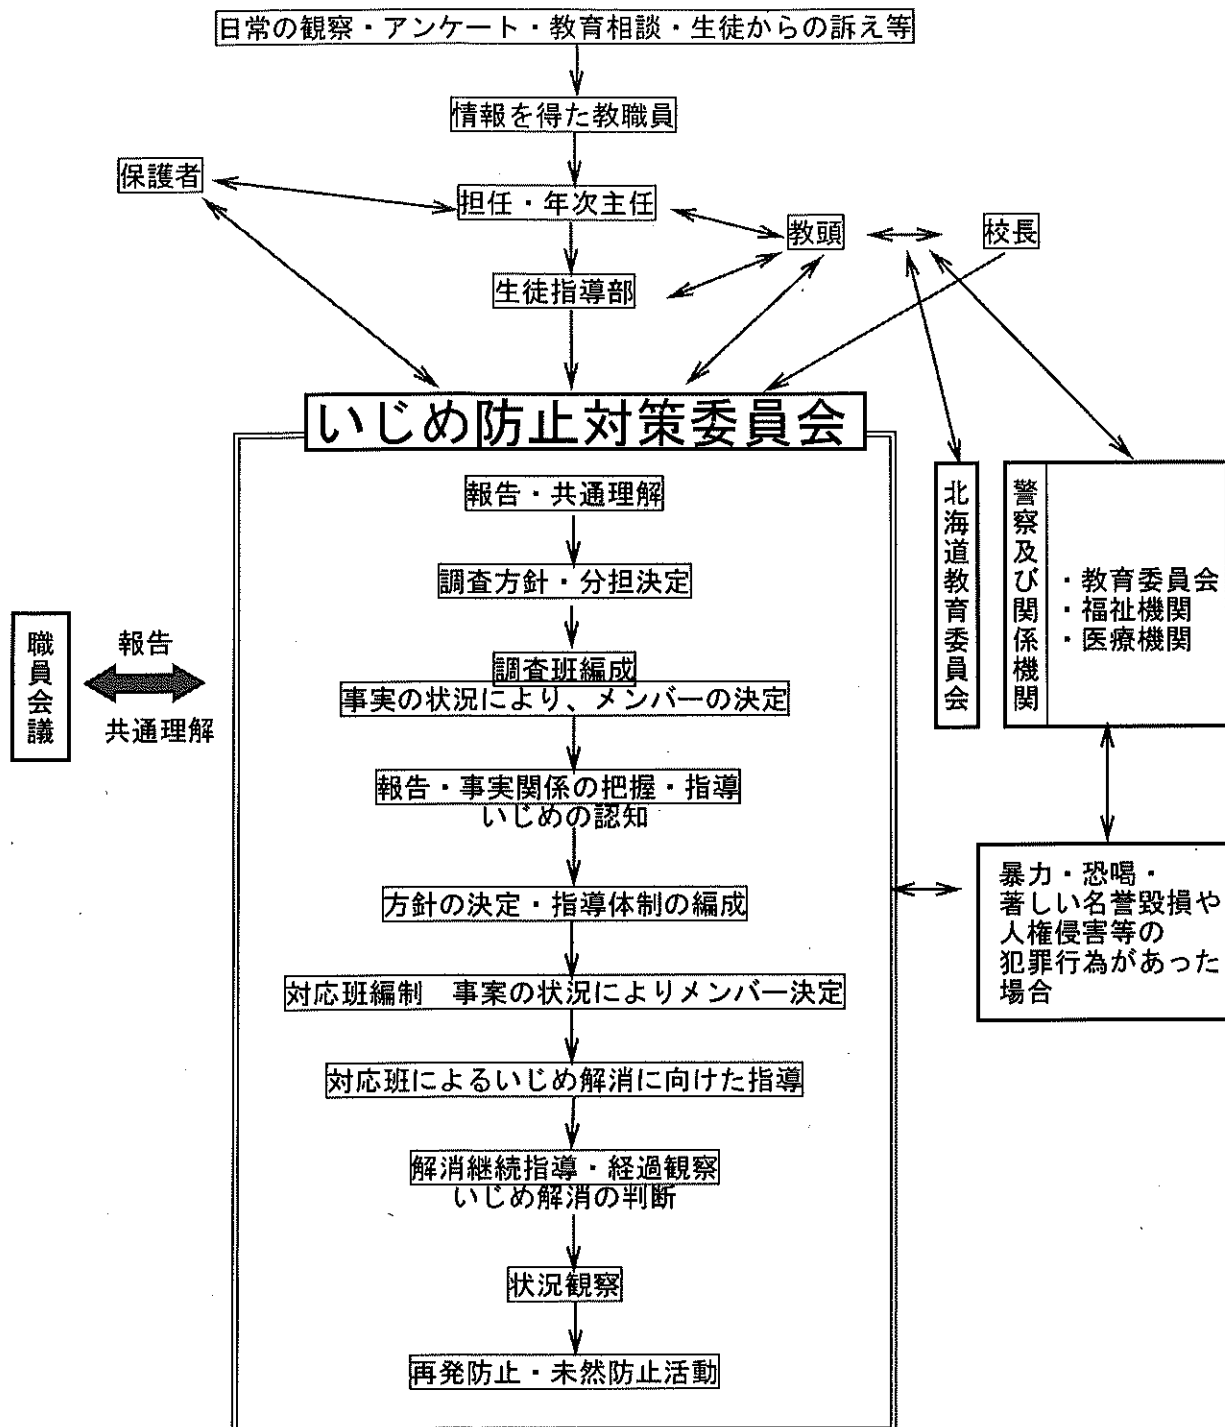 日常の観察・アンケート・教育相談・生徒からの訴え等
情報を得た教職員
保護者
担任・年次主任
教頭
校長
生徒指導部
いじめ防止対策委員会
報告・共通理解
調査方針・分担決定
調査班編成
事実の状況により、メンバーの決定
報告・事実関係の把握・指導
いじめの認知
方針の決定・指導体制の編成
対応班編制　事案の状況によりメンバー決定
対応班によるいじめ解消に向けた指導
解消継続指導・経過観察
いじめ解消の判断
状況観察
再発防止・未然防止活動
職員会議
報告
共通理解
北海道教育委員会
警察及び関係機関
・教育委員会
・福祉機関
・医療機関
暴力・恐喝・
著しい名誉毀損や
人権侵害等の
犯罪行為があった
場合